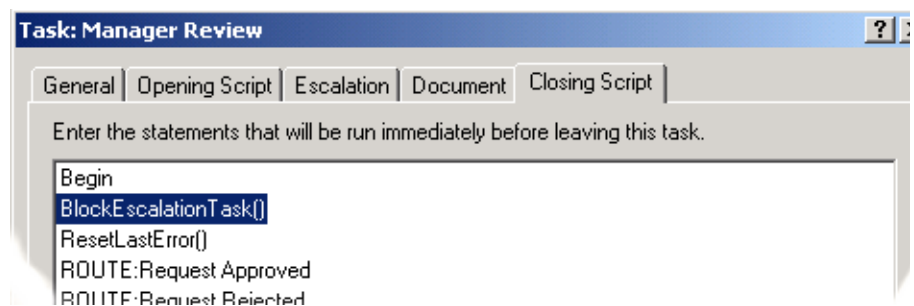 Task: Manager Review
General Opening Script Escalation Document Closing Script
Enter the statements that will be run immediately before leaving this task.
Begin
BlockEscalationTask()
ResetLastError()
ROUTE:Request Approved
ROUTE:Request Rejected